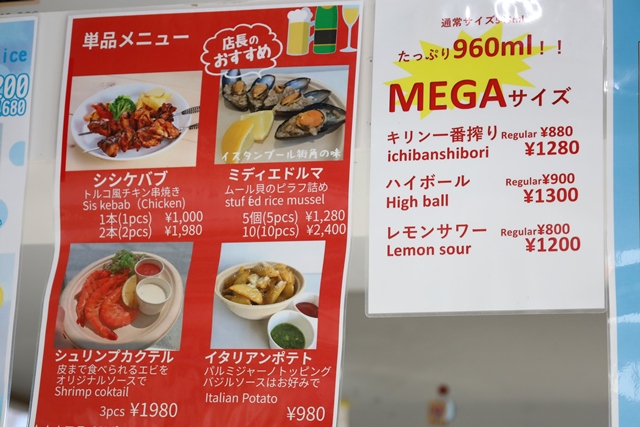 ice
200
680
単品メニュー
店長の
おすすめ
イスタンブール街角の味
シシケバブ
トルコ風チキン串焼き
Sis kebab（Chicken)
1本(1pcs) ¥1,000
2本(2pcs) ¥1,980
ミディエドルマ
ムール貝のピラフ詰め
stuf éd rice mussel
5個(5pcs) ¥1,280
10(10pcs) ¥2,400
シュリンプカクテル
皮まで食べられるエビを
オリジナルソースで
Shrimp coktail
3pcs ¥1980
イタリアンポテト
パルミジャーノトッピング
バジルソースはお好みで
Italian Potato
¥980
通常サイズ
たっぷり960ml！！
MEGAサイズ
キリン一番搾り Regular ¥880
ichibanshibori ¥1280
ハイボール Regular¥900
High ball ¥1300
レモンサワー Regular¥800
Lemon sour ¥1200